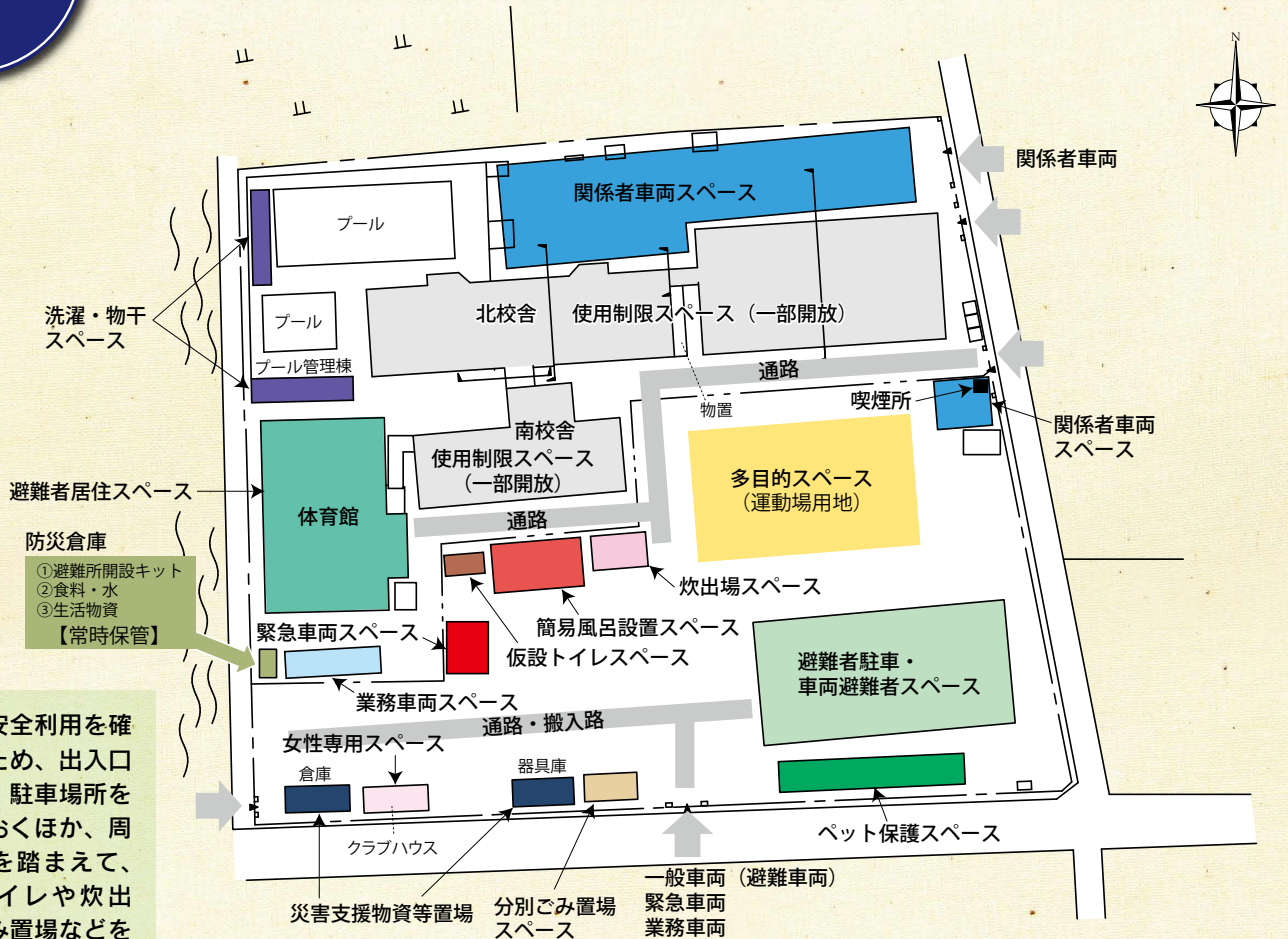 N
関係者車両
関係者車両スペース
プール
洗濯・物干
スペース
プール
北校舎
使用制限スペース（一部開放）
プール管理棟
通路
物置
喫煙所
関係者車両
スペース
南校舎
使用制限スペース
（一部開放）
多目的スペース
（運動場用地）
避難者居住スペース
体育館
通路
防災倉庫
①避難所開設キット
②食料・水
③生活物資
【常時保管】
炊出場スペース
簡易風呂設置スペース
緊急車両スペース
仮設トイレスペース
避難者駐車・
車両避難者スペース
業務車両スペース
通路・搬入路
女性専用スペース
倉庫
器具庫
クラブハウス
ペット保護スペース
災害支援物資等置場
分別ごみ置場
スペース
一般車両（避難車両）
緊急車両
業務車両
安全利用を確
ため、出入口
、駐車場所を
おくほか、周
を踏まえて、
イレや炊出
み置場などを